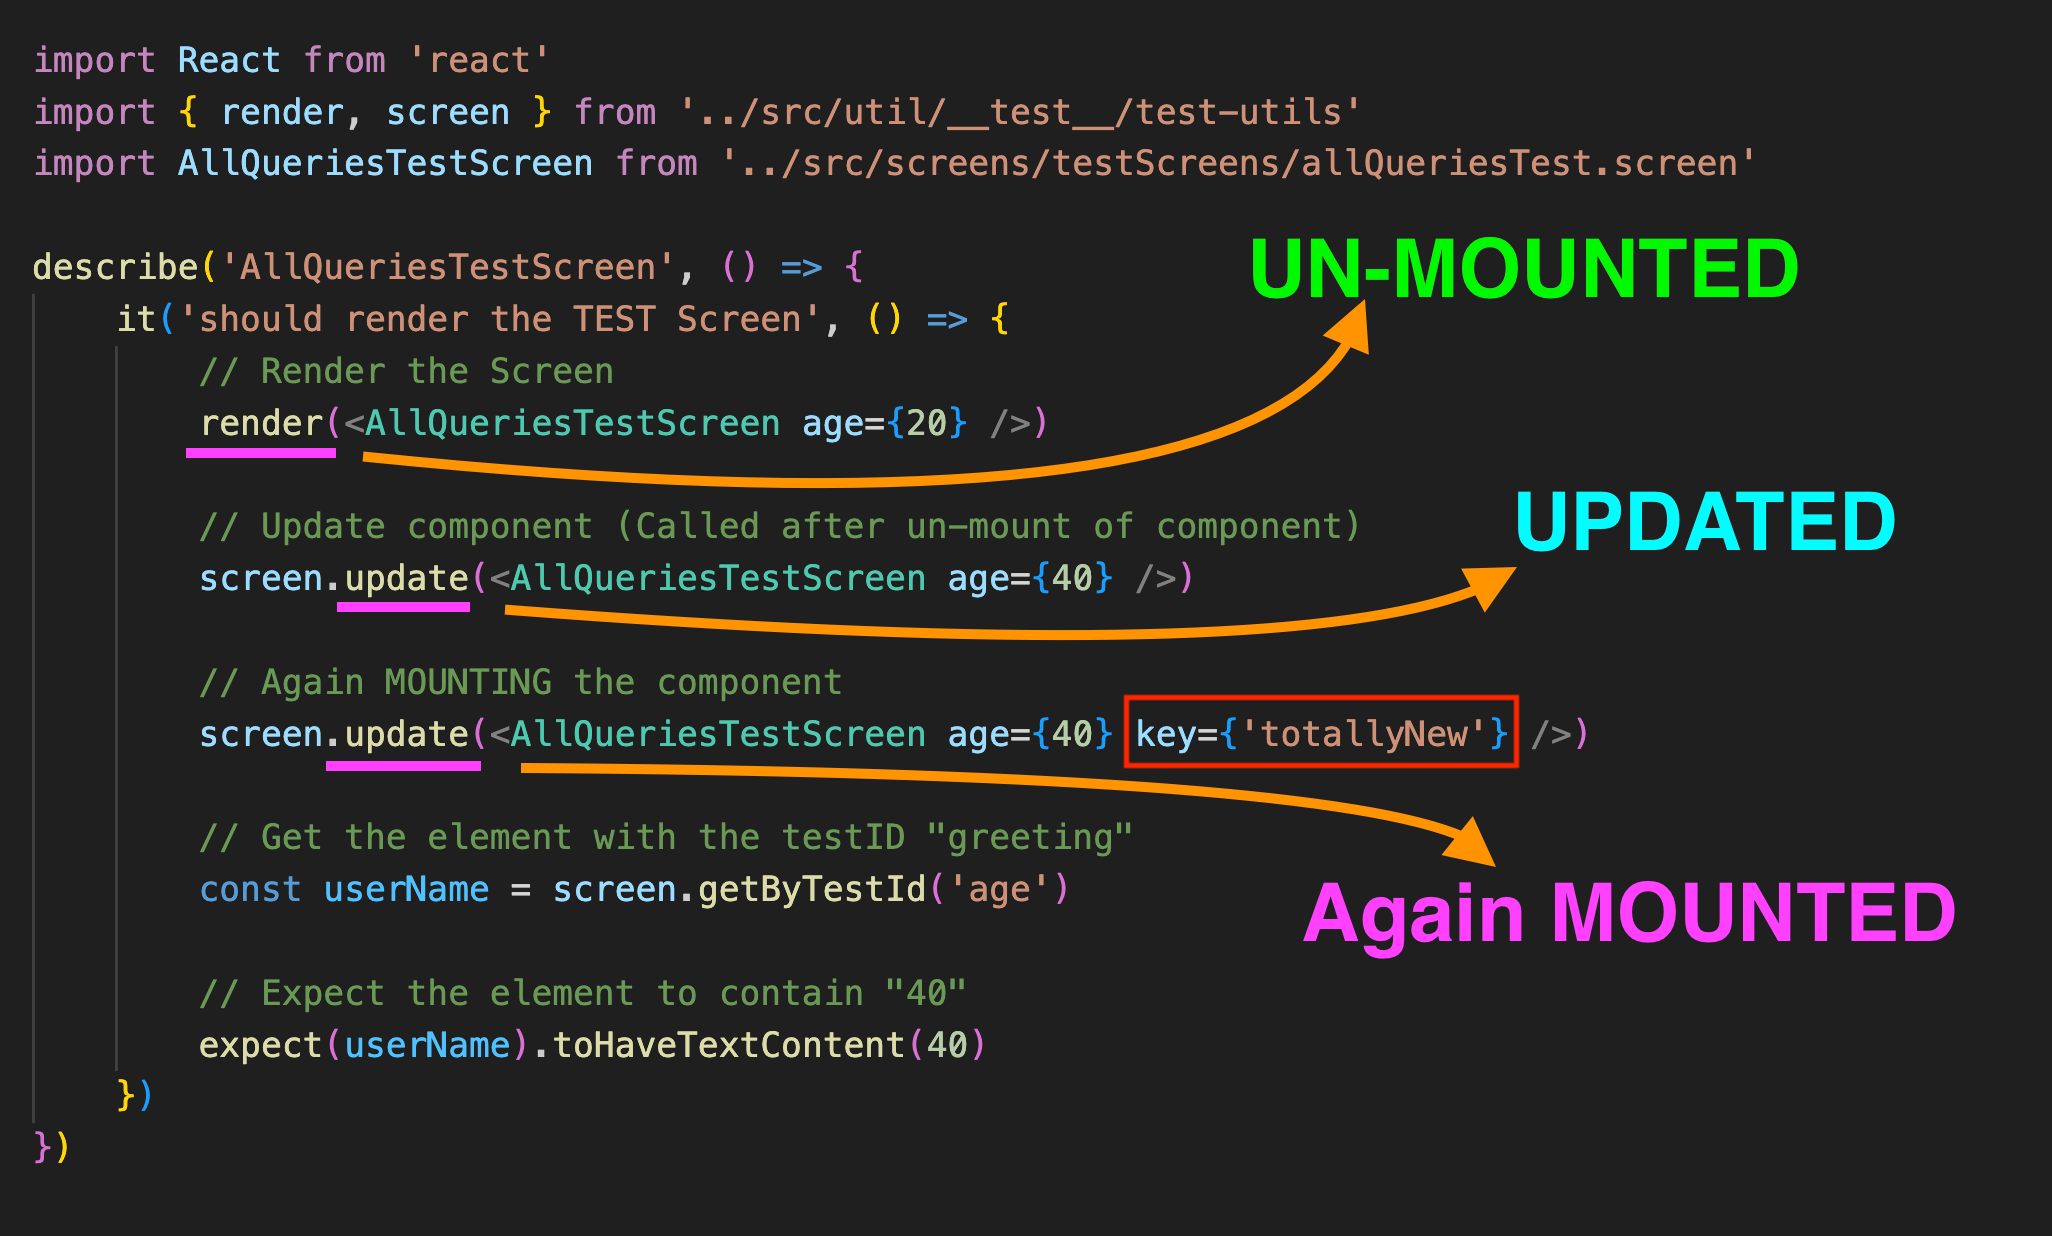 import React from 'react'
import { render, screen } from '../src/util/__test__/test-utils'
import AllQueriesTestScreen from '../src/screens/testScreens/allQueriesTest.screen'
describe('AllQueriesTestScreen', () => {
UN-MOUNTED
it('should render the TEST Screen', () => {
// Render the Screen
render(<AllQueriesTestScreen age={20} />)
// Update component (Called after un-mount of component)
UPDATED
screen.update(<AllQueriesTestScreen age={40} />)
// Again MOUNTING the component
screen.update(<AllQueriesTestScreen age={40} key={'totallyNew'} />)
// Get the element with the testID "greeting"
const userName = screen.getByTestId('age')
Again MOUNTED
// Expect the element to contain "40"
expect(userName).toHaveTextContent(40)
})
})